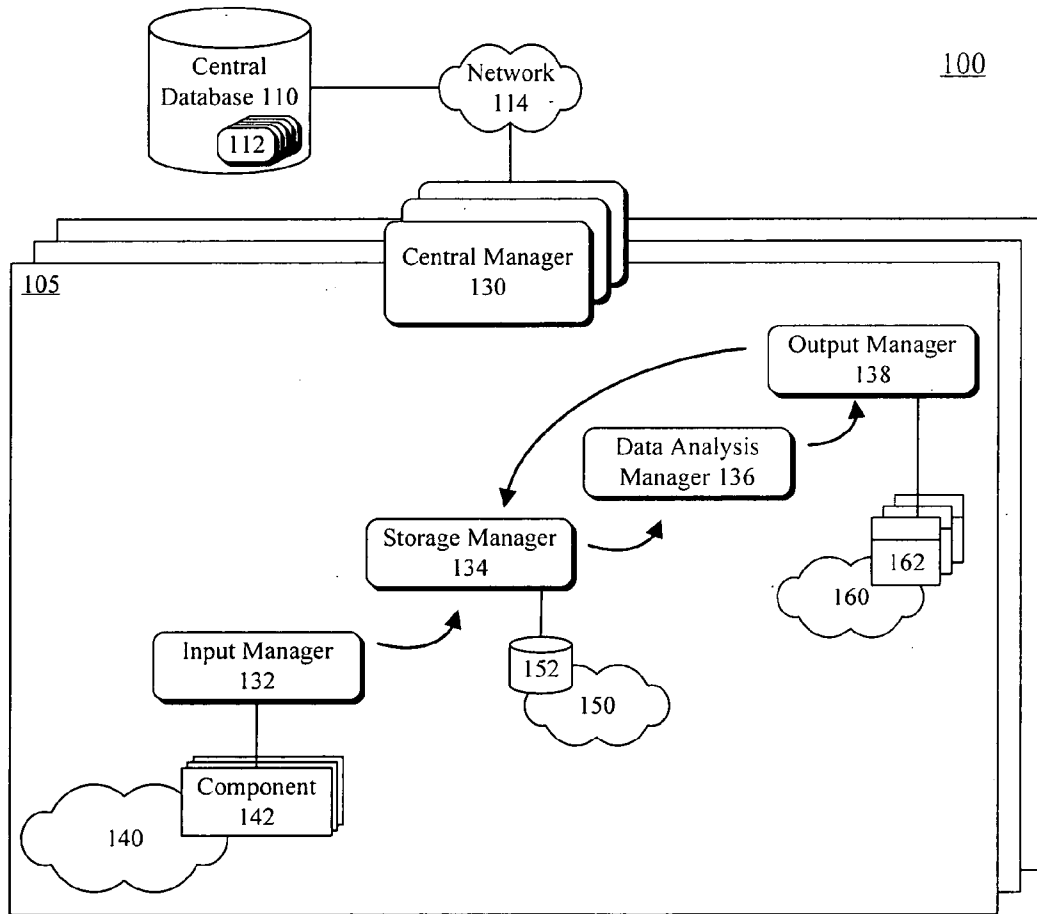 Central
Database 110
112
Network
114
100
Central Manager
130
105
Output Manager
138
Data Analysis
Manager 136
Storage Manager
134
162
160
Input Manager
132
152
150
Component
142
140